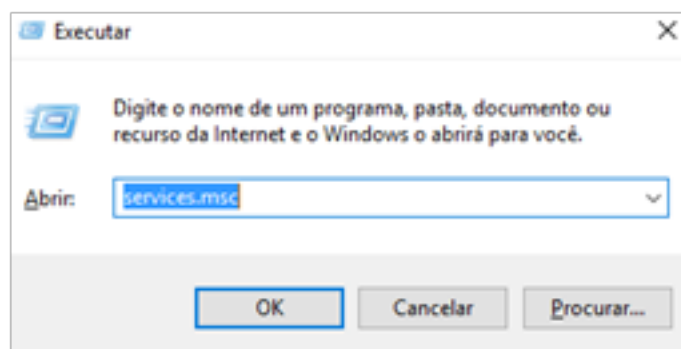 Executar
Digite o nome de um programa, pasta, documento ou
recurso da Internet e o Windows o abrirá para você.
Abrir: services.msc
OK Cancelar Procurar...